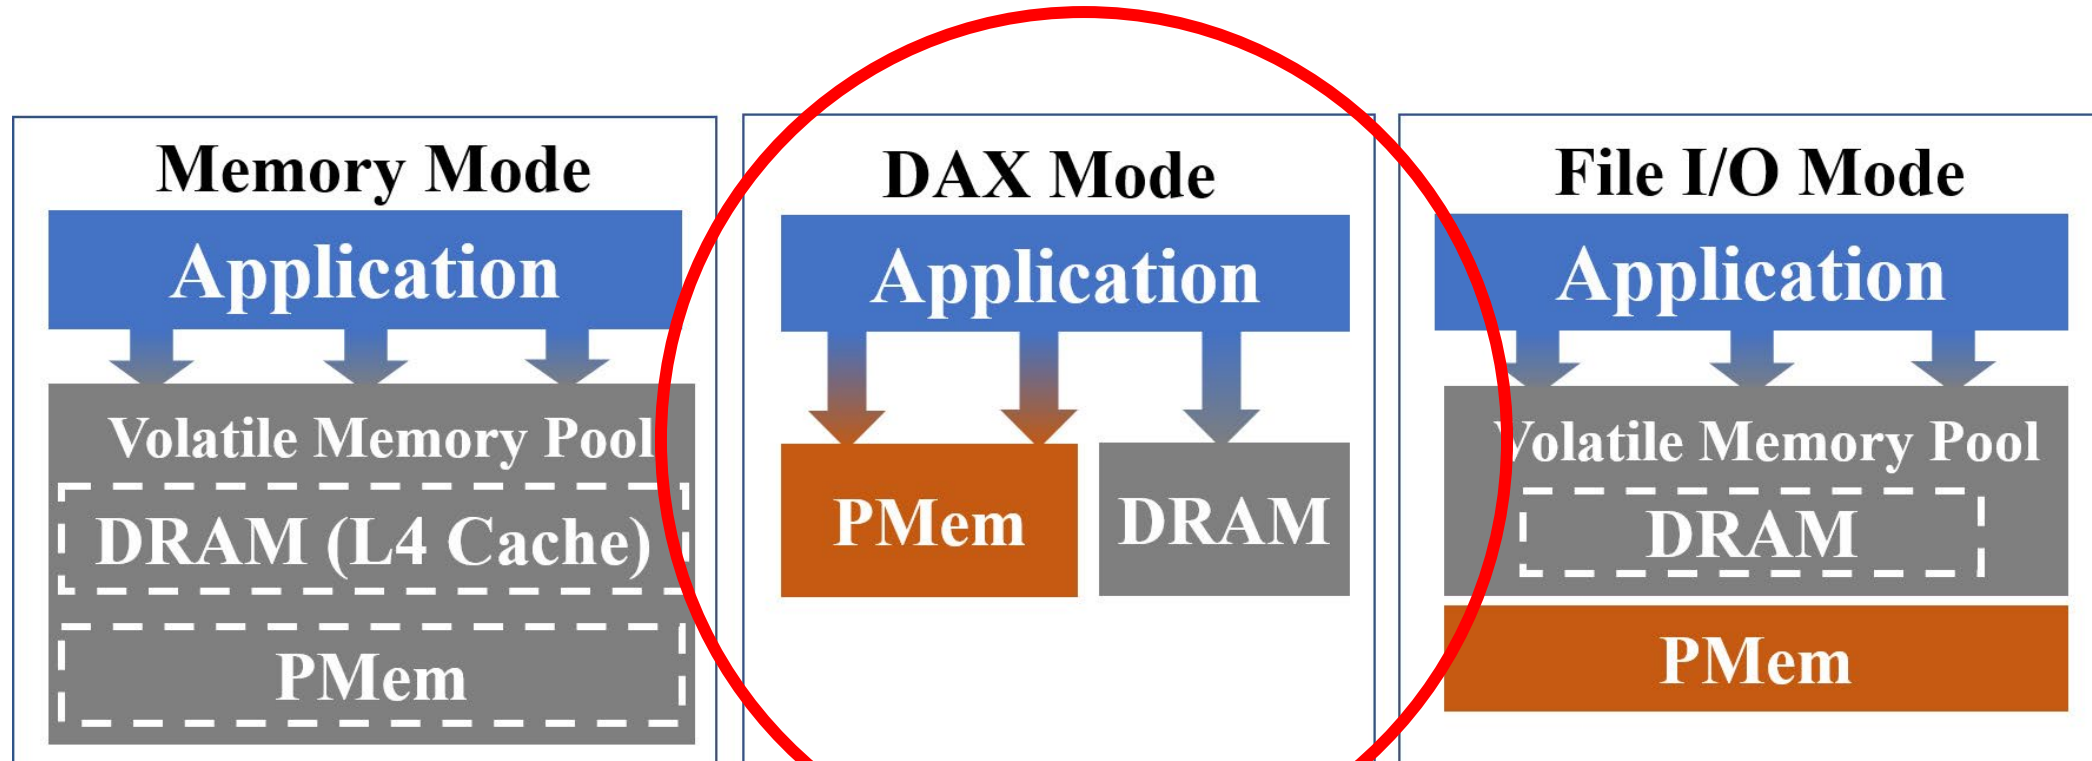 Memory Mode
Application
Volatile Memory Pool
DRAM (L4 Cache)
PMem
DAX Mode
Application
PMem
DRAM
File I/O Mode
Application
Volatile Memory Pool
DRAM
PMem